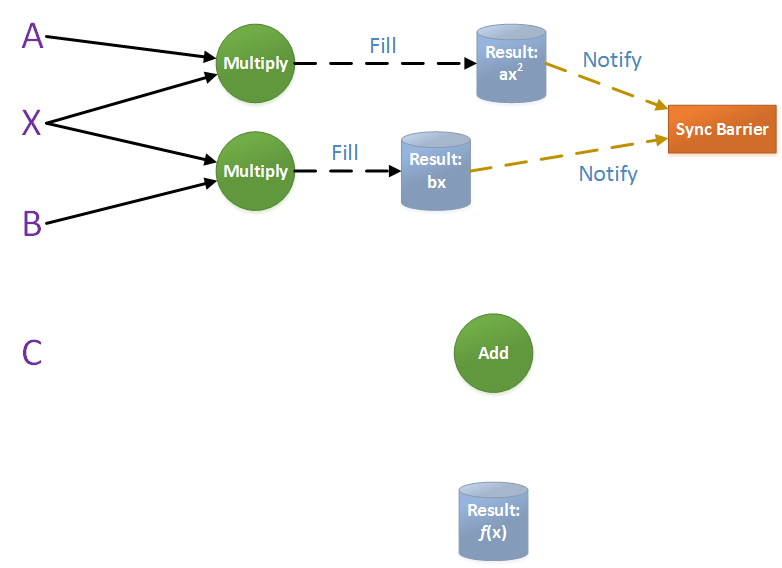 A
Multiply
Fill
Result:
ax²
Notify
X
Sync Barrier
Multiply
Fill
Result:
bx
Notify
B
C
Add
Result:
f(x)